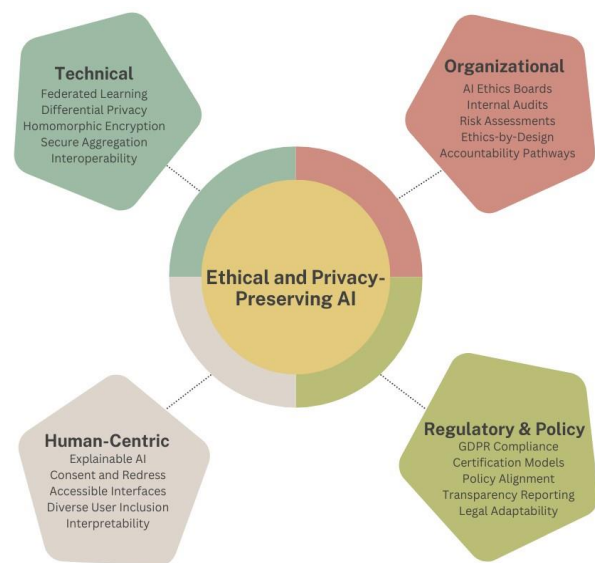 Technical
Federated Learning
Differential Privacy
Homomorphic Encryption
Secure Aggregation
Interoperability
Organizational
AI Ethics Boards
Internal Audits
Risk Assessments
Ethics-by-Design
Accountability Pathways
Ethical and Privacy-
Preserving AI
Human-Centric
Explainable AI
Consent and Redress
Accessible Interfaces
Diverse User Inclusion
Interpretability
Regulatory & Policy
GDPR Compliance
Certification Models
Policy Alignment
Transparency Reporting
Legal Adaptability